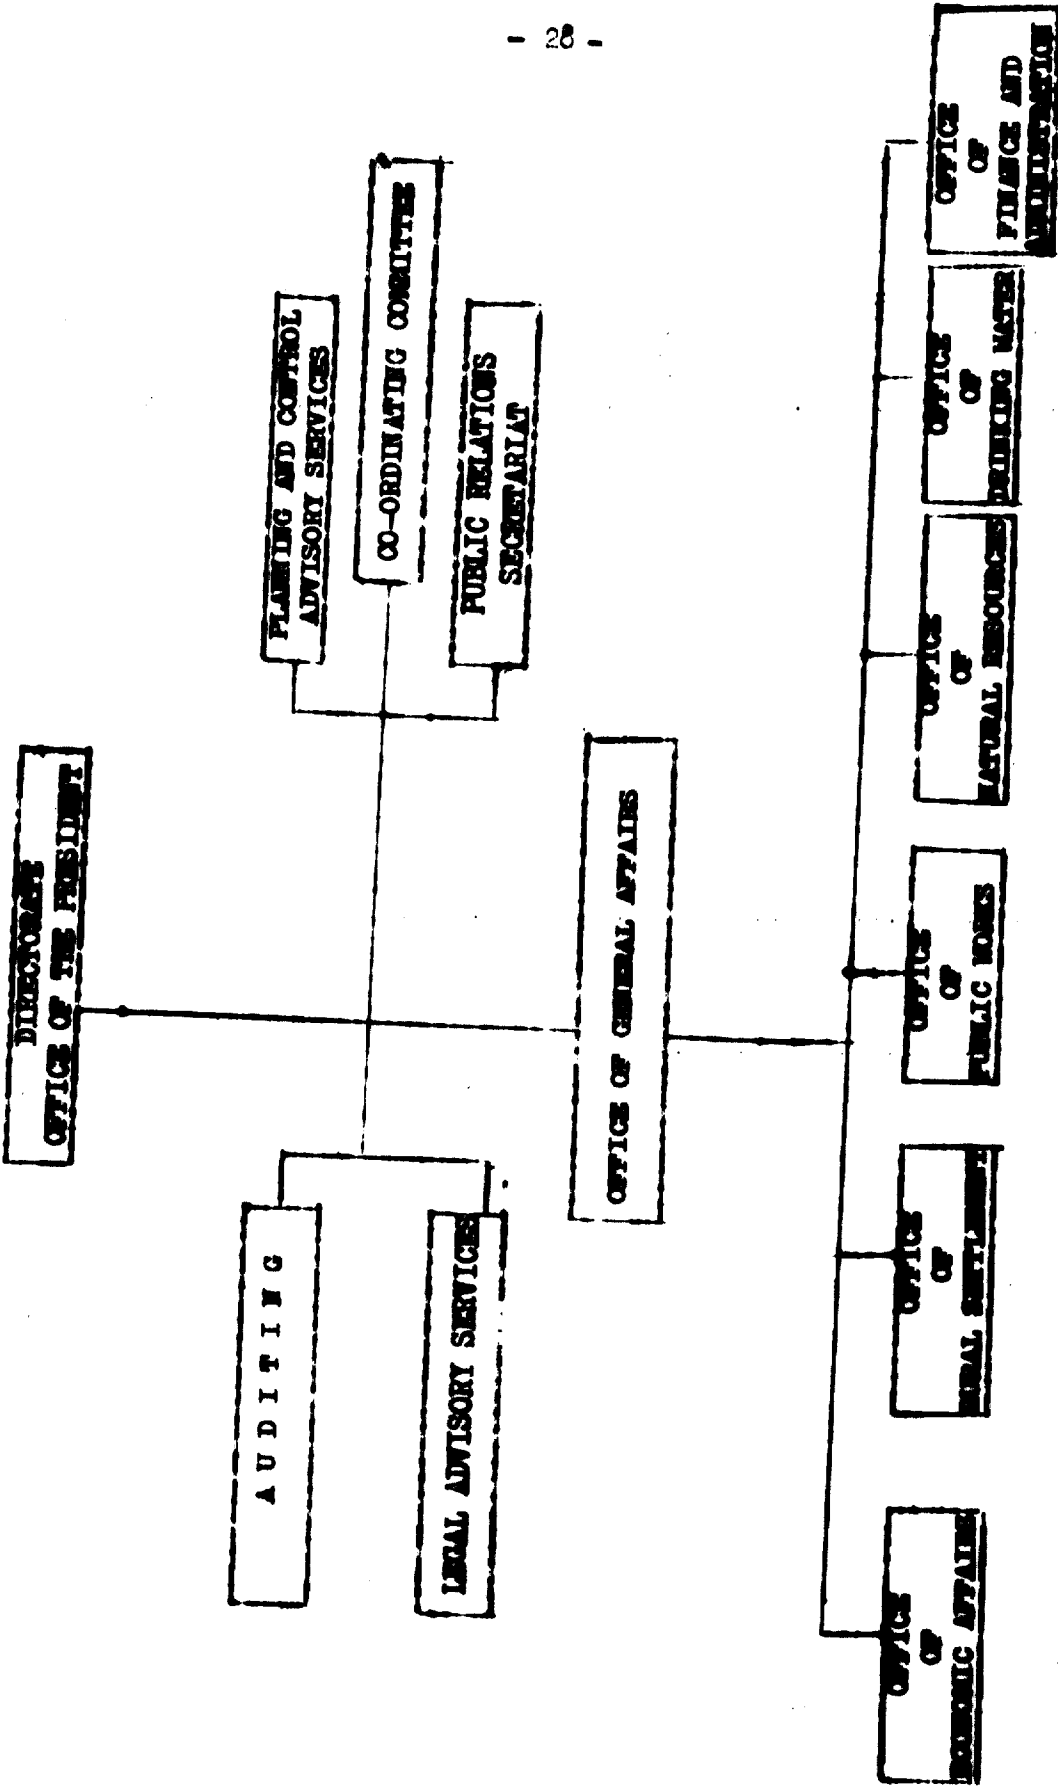 - 28 -
DIRECTORATE
OFFICE OF THE PRESIDENT
AUDITING
PLANNING AND CONTROL
ADVISORY SERVICES
CO-ORDINATING COMMITTEE
LEGAL ADVISORY SERVICES
PUBLIC RELATIONS
SECRETARIAT
OFFICE OF GENERAL AFFAIRS
OFFICE
OF
ECONOMIC AFFAIRS
OFFICE
OF
RURAL SETTLEMENT
OFFICE
OF
PUBLIC WORKS
OFFICE
OF
NATURAL RESOURCES
OFFICE
OF
DRINKING WATER
OFFICE
OF
FINANCE AND
ADMINISTRATION